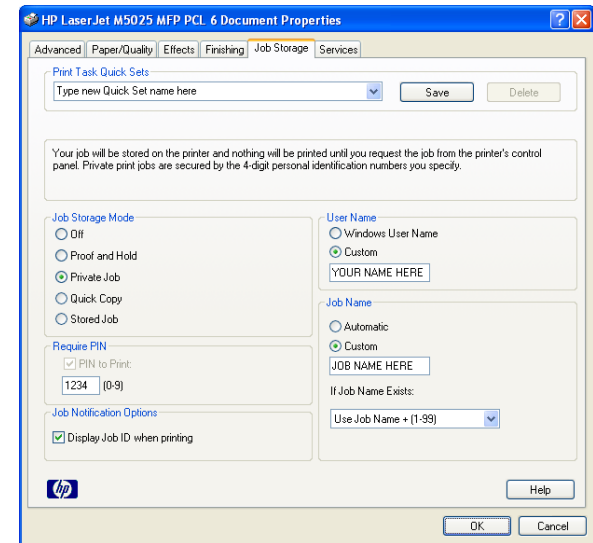 HP LaserJet M5025 MFP PCL 6 Document Properties
Advanced Paper/Quality Effects Finishing Job Storage Services
Print Task Quick Sets
Type new Quick Set name here Save Delete
Your job will be stored on the printer and nothing will be printed until you request the job from the printer's control
panel. Private print jobs are secured by the 4-digit personal identification numbers you specify.
Job Storage Mode
Off
Proof and Hold
Private Job
Quick Copy
Stored Job
Require PIN
PIN to Print:
1234 (0-9)
Job Notification Options
Display Job ID when printing
User Name
Windows User Name
Custom
YOUR NAME HERE
Job Name
Automatic
Custom
JOB NAME HERE
If Job Name Exists:
Use Job Name + (1-99)
hp
Help
OK Cancel